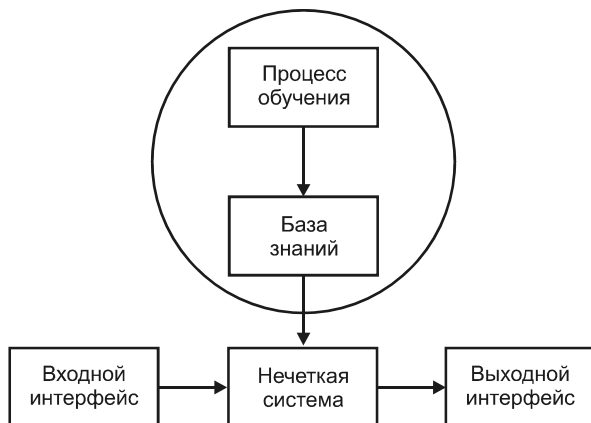 Процесс
обучения
База
знаний
Входной
интерфейс
Нечеткая
система
Выходной
интерфейс